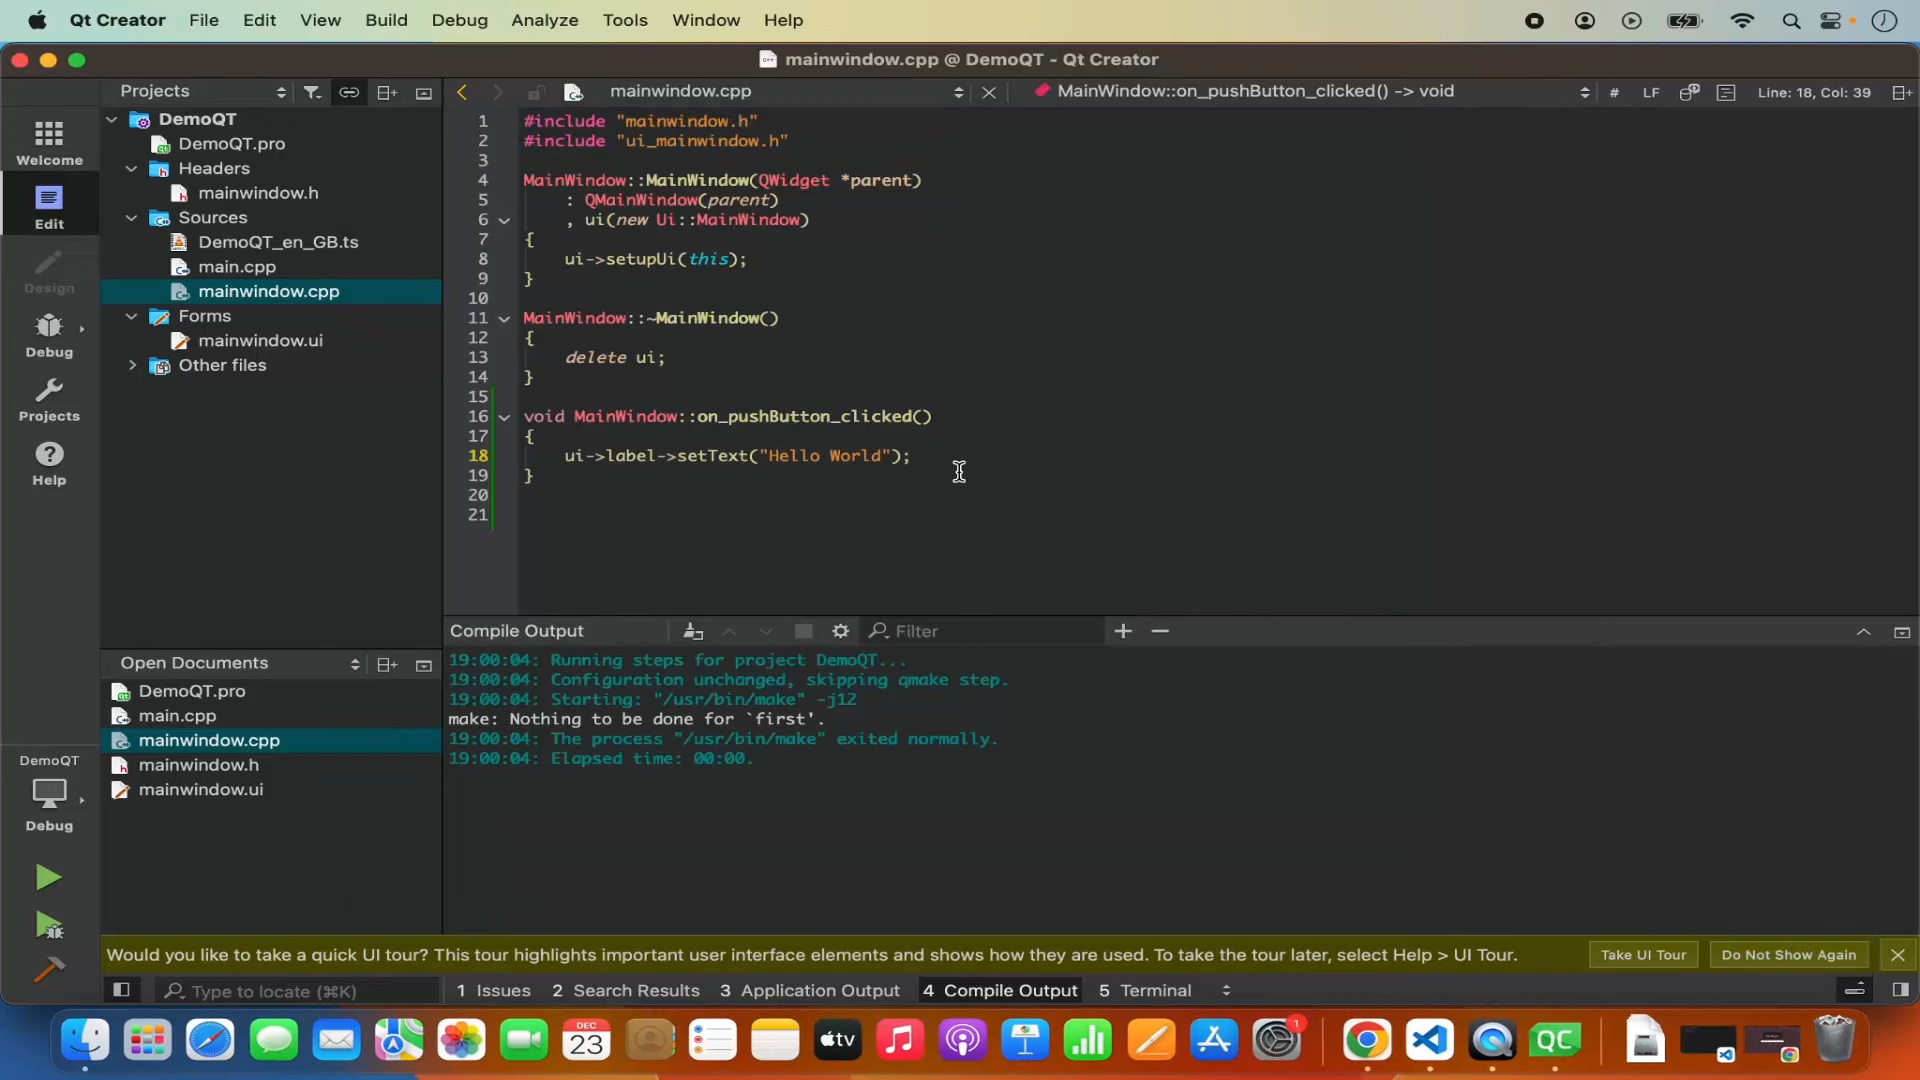 Qt Creator File Edit View Build Debug Analyze Tools Window Help
mainwindow.cpp @ DemoQT - Qt Creator
Projects
mainwindow.cpp
MainWindow::on_pushButton_clicked() -> void
# LF Line: 18, Col: 39
Welcome
Edit
Design
Debug
Projects
Help
DemoQT
DemoQT.pro
Headers
mainwindow.h
Sources
DemoQT_en_GB.ts
main.cpp
mainwindow.cpp
Forms
mainwindow.ui
Other files
1 #include "mainwindow.h"
2 #include "ui_mainwindow.h"
3
4 MainWindow::MainWindow(QWidget *parent)
5 : QMainWindow(parent)
6 , ui(new Ui::MainWindow)
7 {
8 ui->setupUi(this);
9 }
10
11 MainWindow::~MainWindow()
12 {
13 delete ui;
14 }
15
16 void MainWindow::on_pushButton_clicked()
17 {
18 ui->label->setText("Hello World");
19 }
20
21
Open Documents
DemoQT.pro
main.cpp
mainwindow.cpp
mainwindow.h
mainwindow.ui
DemoQT
Debug
Compile Output Filter
19:00:04: Running steps for project DemoQT...
19:00:04: Configuration unchanged, skipping qmake step.
19:00:04: Starting: "/usr/bin/make" -j12
make: Nothing to be done for `first'.
19:00:04: The process "/usr/bin/make" exited normally.
19:00:04: Elapsed time: 00:00.
Would you like to take a quick UI tour? This tour highlights important user interface elements and shows how they are used. To take the tour later, select Help > UI Tour. Take UI Tour Do Not Show Again
Type to locate (⌘K) 1 Issues 2 Search Results 3 Application Output 4 Compile Output 5 Terminal
DEC
23
tv
1
QC